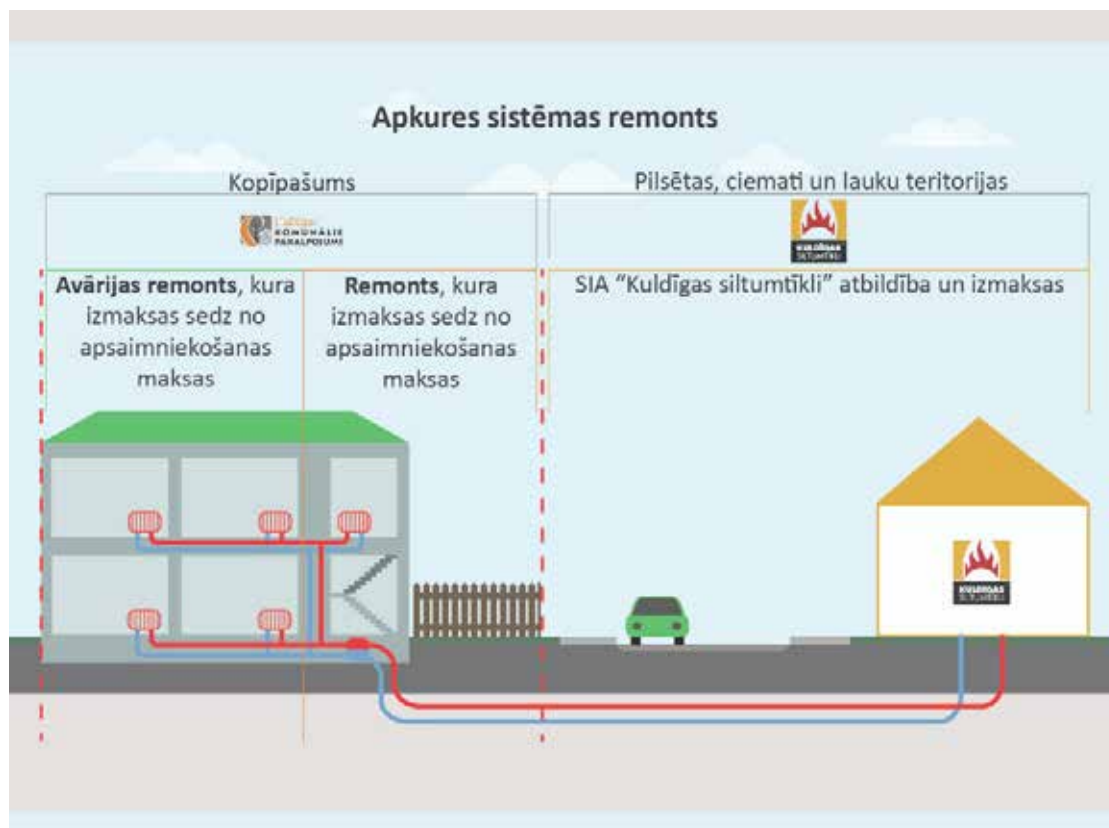 Apkures sistēmas remonts
Kopīpašums
KOMUNĀLIE
PAKALPOJUMI
Avārijas remonts, kura
izmaksas sedz no
apsaimniekošanas
maksas
Remonts, kura
izmaksas sedz no
apsaimniekošanas
maksas
Pilsētas, ciemati un lauku teritorijas
KULDĪGAS
SILTUMTĪKLI
SIA “Kuldīgas siltumtīkli” atbildība un izmaksas
KULDĪGAS
SILTUMTĪKLI